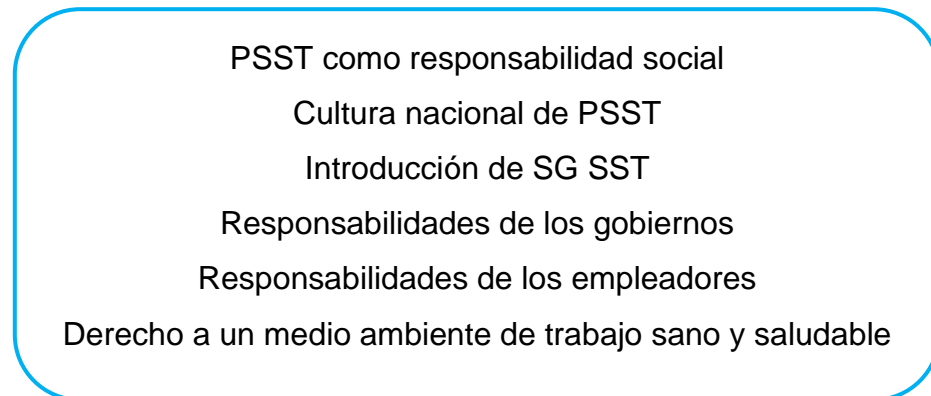 PSST como responsabilidad social
Cultura nacional de PSST
Introducción de SG SST
Responsabilidades de los gobiernos
Responsabilidades de los empleadores
Derecho a un medio ambiente de trabajo sano y saludable